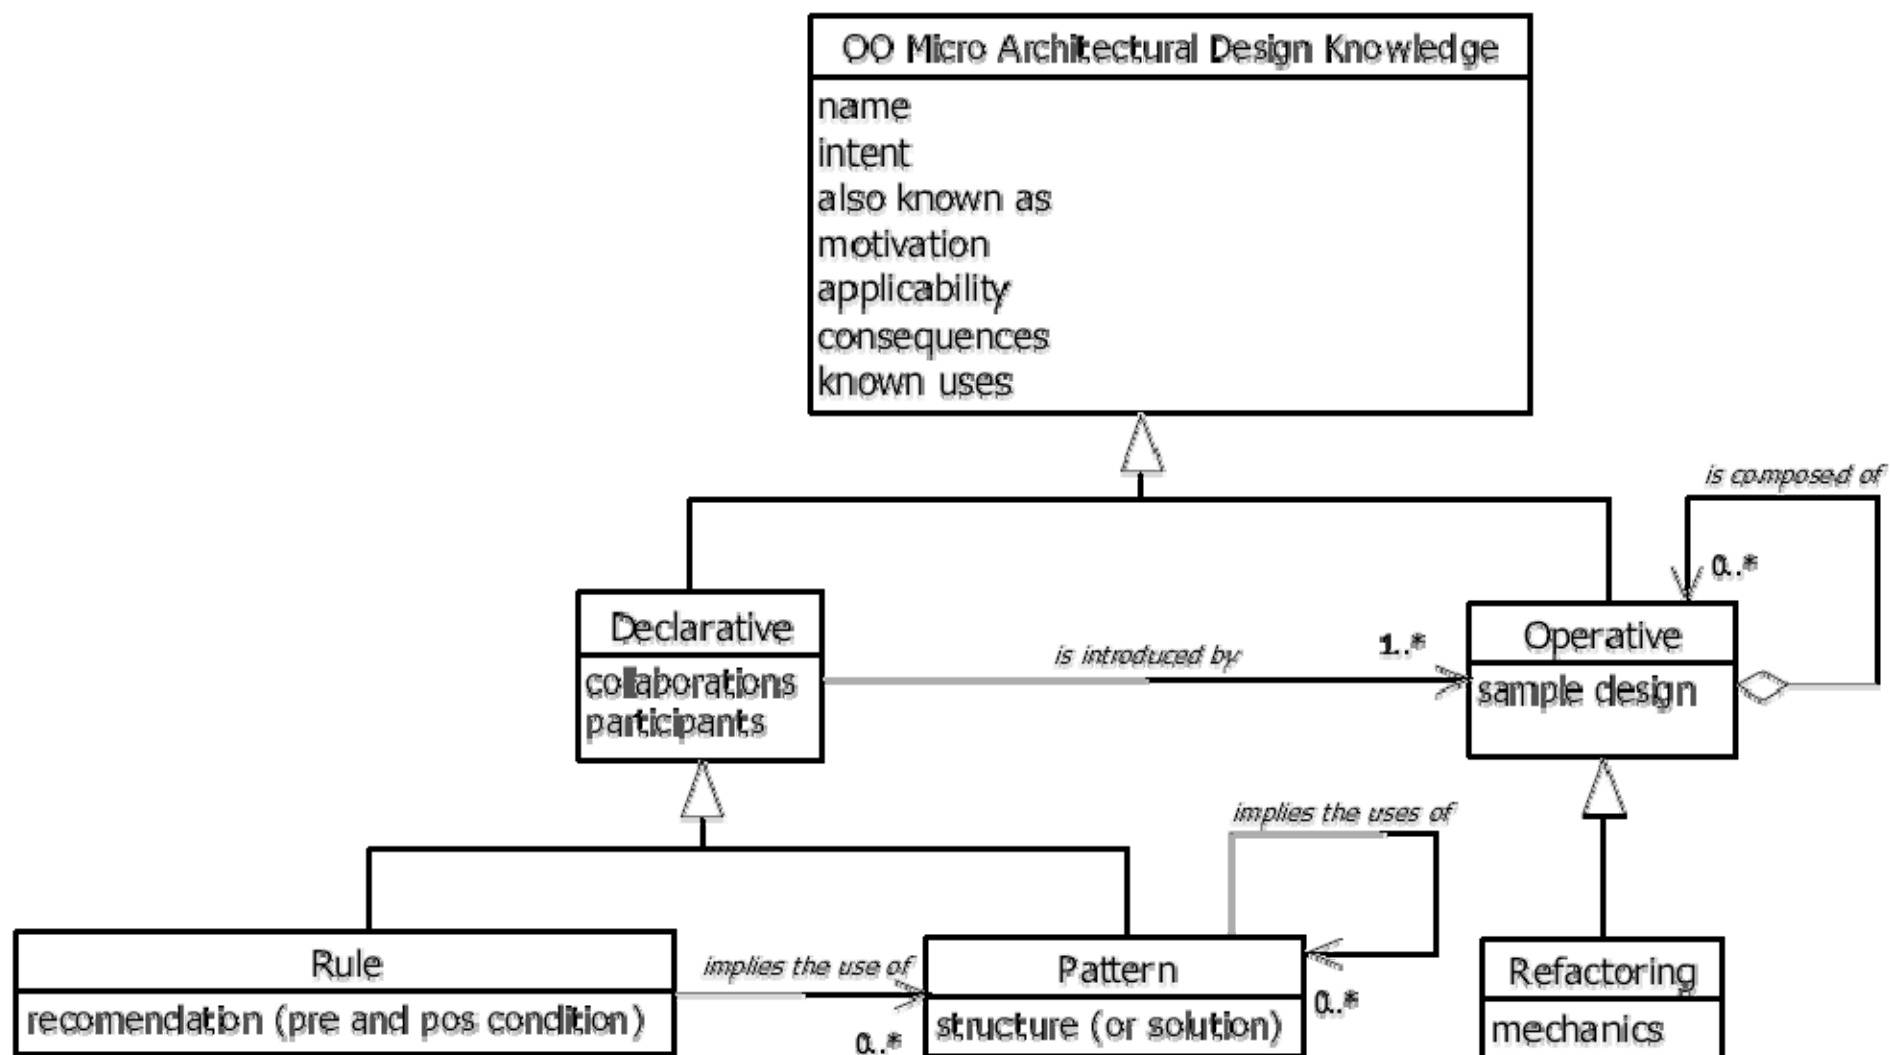 OO Micro Architectural Design Knowledge
name
intent
also known as
motivation
applicability
consequences
known uses
is composed of
0..*
Declarative
collaborations
participants
is introduced by
1..*
Operative
sample design
implies the uses of
Rule
recomendation (pre and pos condition)
implies the use of
0..*
Pattern
structure (or solution)
0..*
Refactoring
mechanics